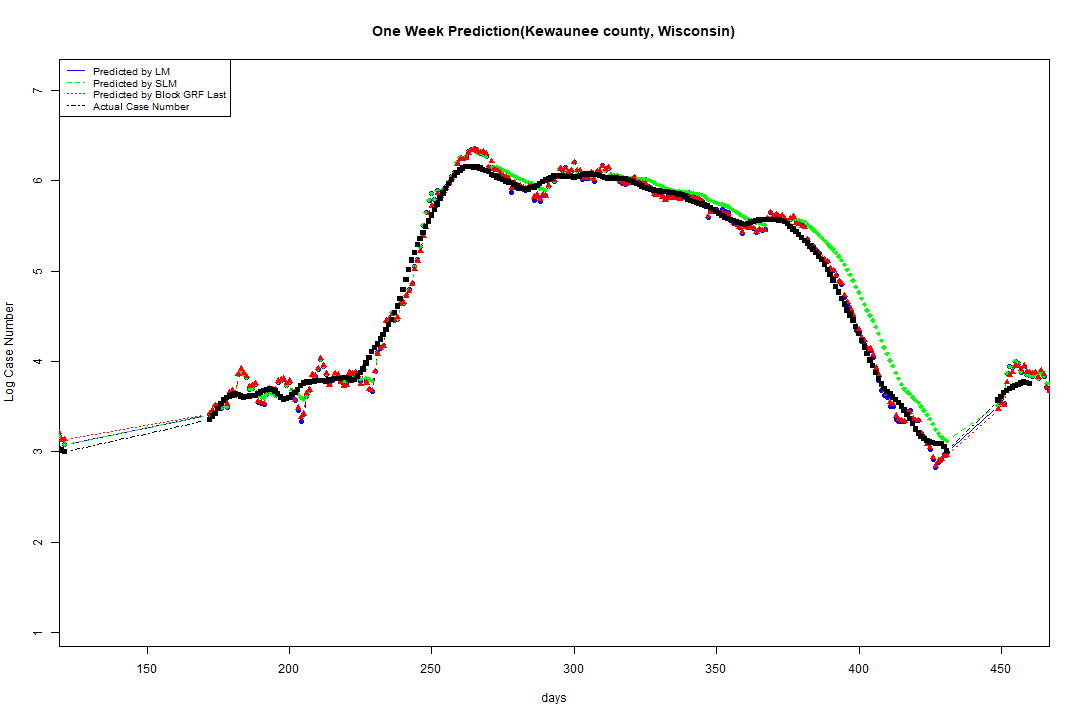 One Week Prediction(Kewaunee county, Wisconsin)
Predicted by LM
Predicted by SLM
Predicted by Block GRF Last
Actual Case Number
7
6
5
4
3
2
1
Log Case Number
150 200 250 300 350 400 450
days